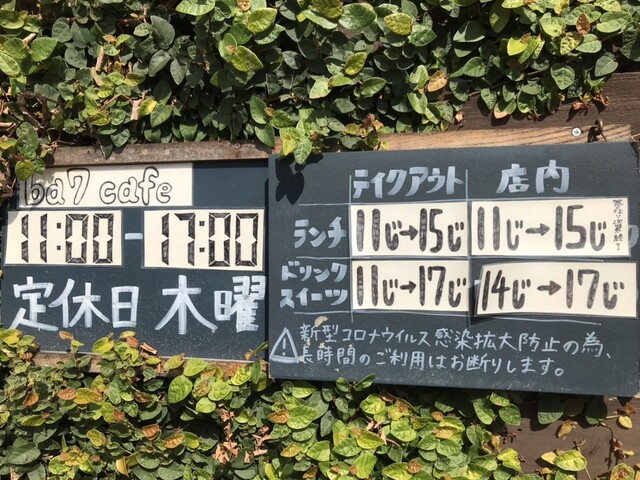 ba7 cafe
11:00-17:00
定休日 木曜
テイクアウト 店内
ランチ 11じ→15じ 11じ→15じ
ドリンク
スイーツ 11じ→17じ 14じ→17じ
⚠新型コロナウイルス感染拡大防止の為、
長時間のご利用はお断りします。